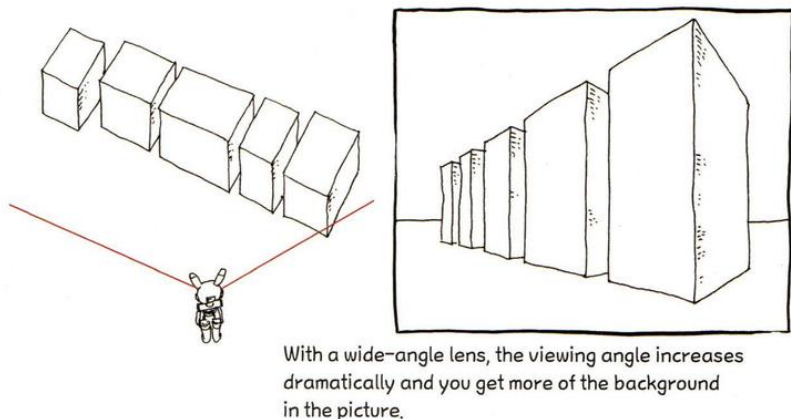 With a wide-angle lens, the viewing angle increases
dramatically and you get more of the background
in the picture.